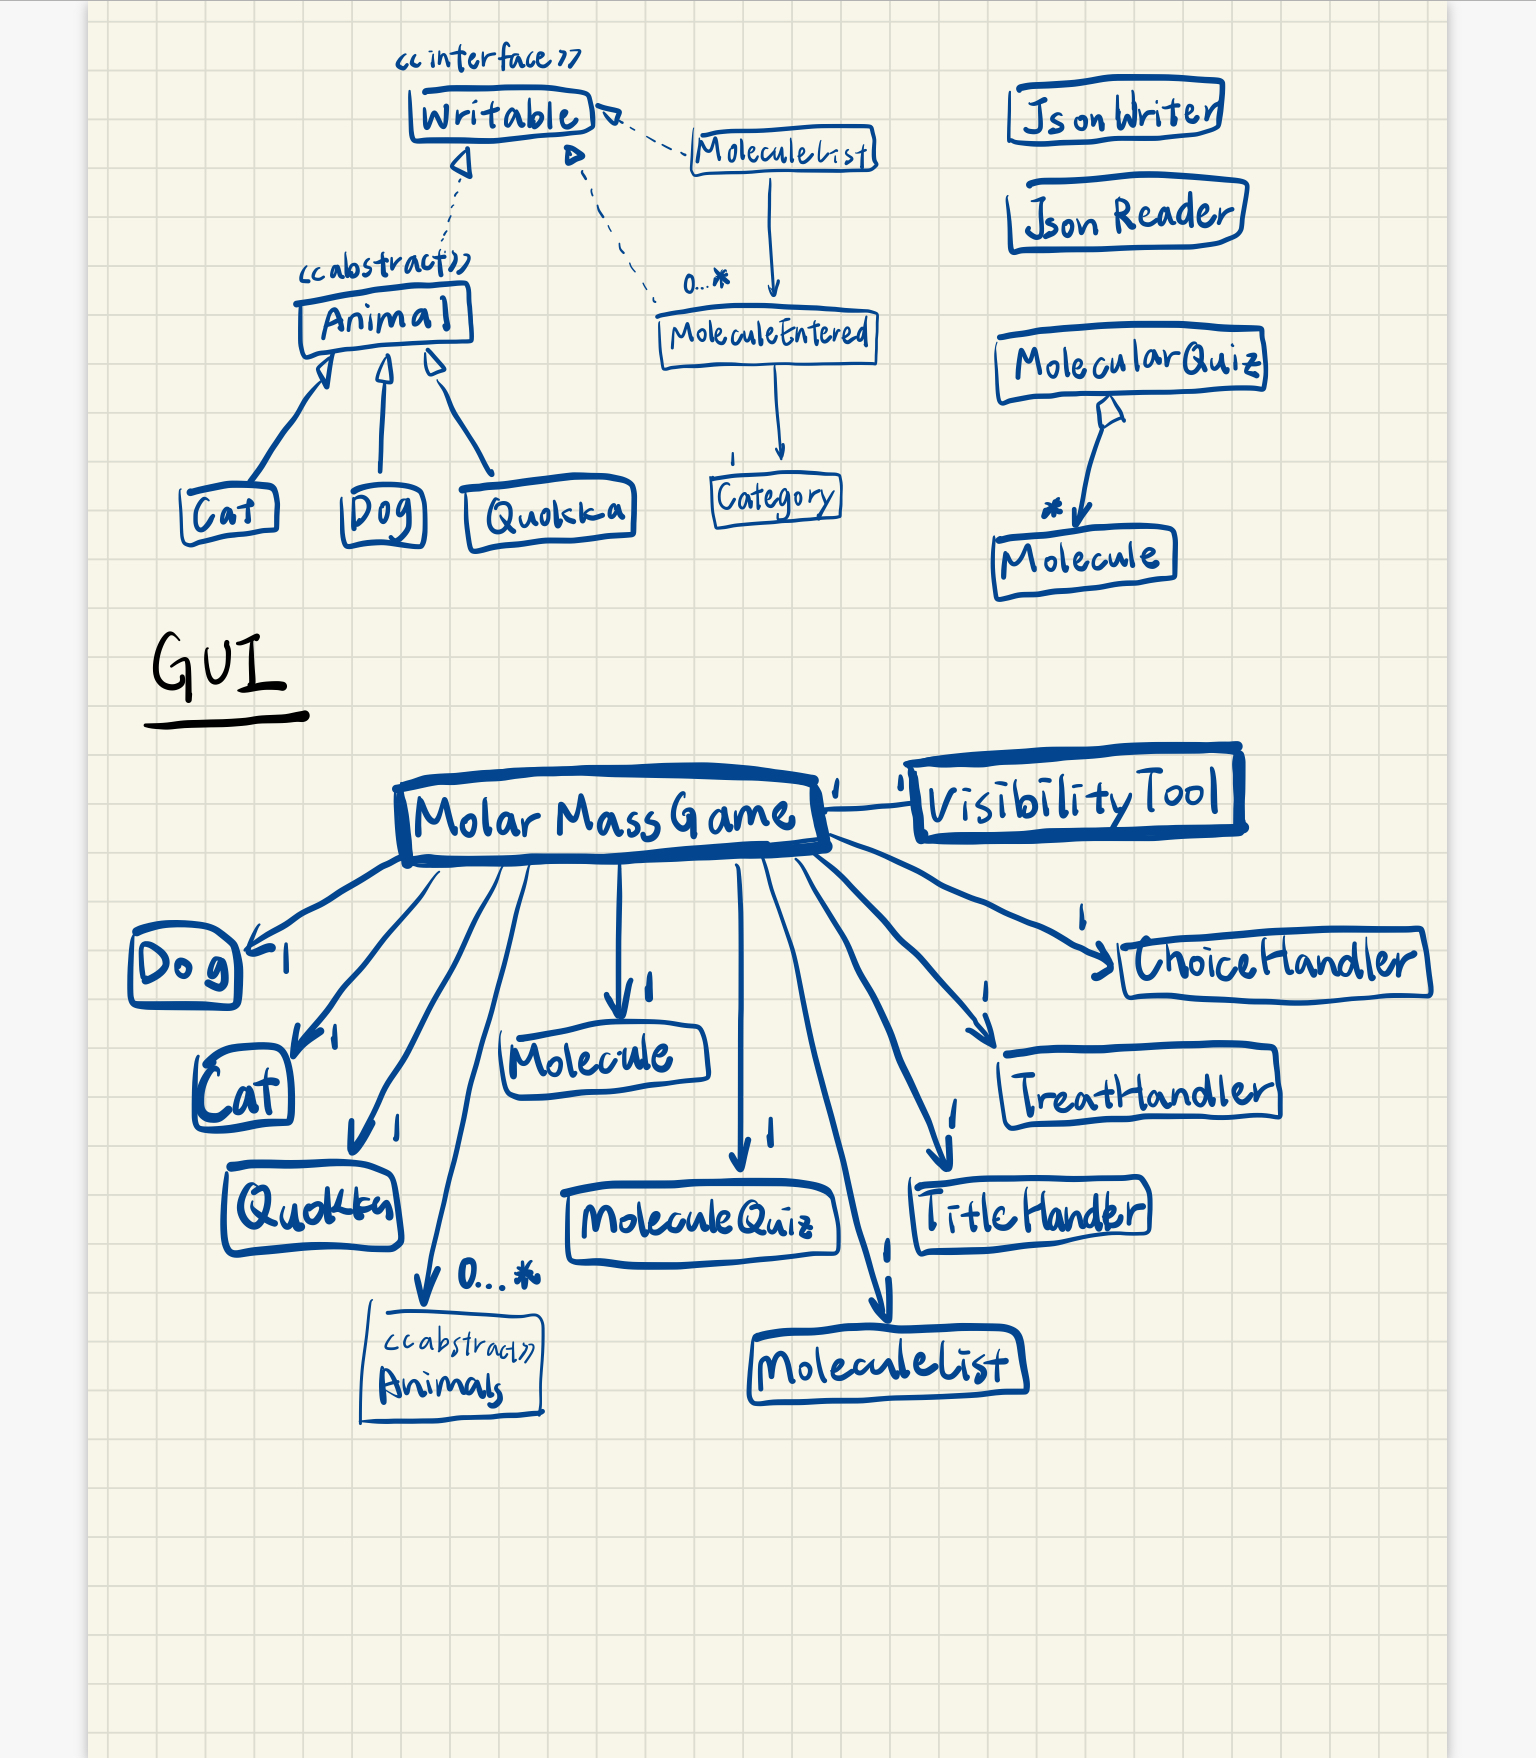 <<interface>>
Writable
MoleculeList
JsonWriter
Json Reader
<<abstract>>
Animal
0...*
MoleculeEntered
MolecularQuiz
1
Category
Cat
Dog
Quokka
*
Molecule
GUI
Molar Mass Game
1
1
VisibilityTool
1
Dog
1
ChoiceHandler
1
Cat
1
Molecule
1
TreatHandler
1
Quokka
1
MoleculeQuiz
1
TitleHander
0...*
<<abstract>>
Animals
1
MoleculeList